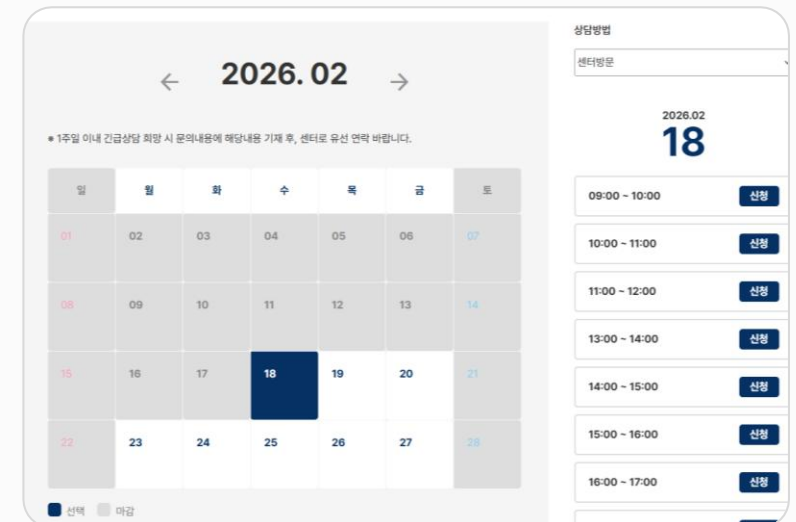 2026. 02
* 1주일 이내 긴급상담 희망 시 문의내용에 해당내용 기재 후, 센터로 유선 연락 바랍니다.
일 월 화 수 목 금 토
01 02 03 04 05 06 07
08 09 10 11 12 13 14
15 16 17 18 19 20 21
22 23 24 25 26 27 28
선택 마감
상담방법
센터방문
2026.02
18
09:00 ~ 10:00 신청
10:00 ~ 11:00 신청
11:00 ~ 12:00 신청
13:00 ~ 14:00 신청
14:00 ~ 15:00 신청
15:00 ~ 16:00 신청
16:00 ~ 17:00 신청